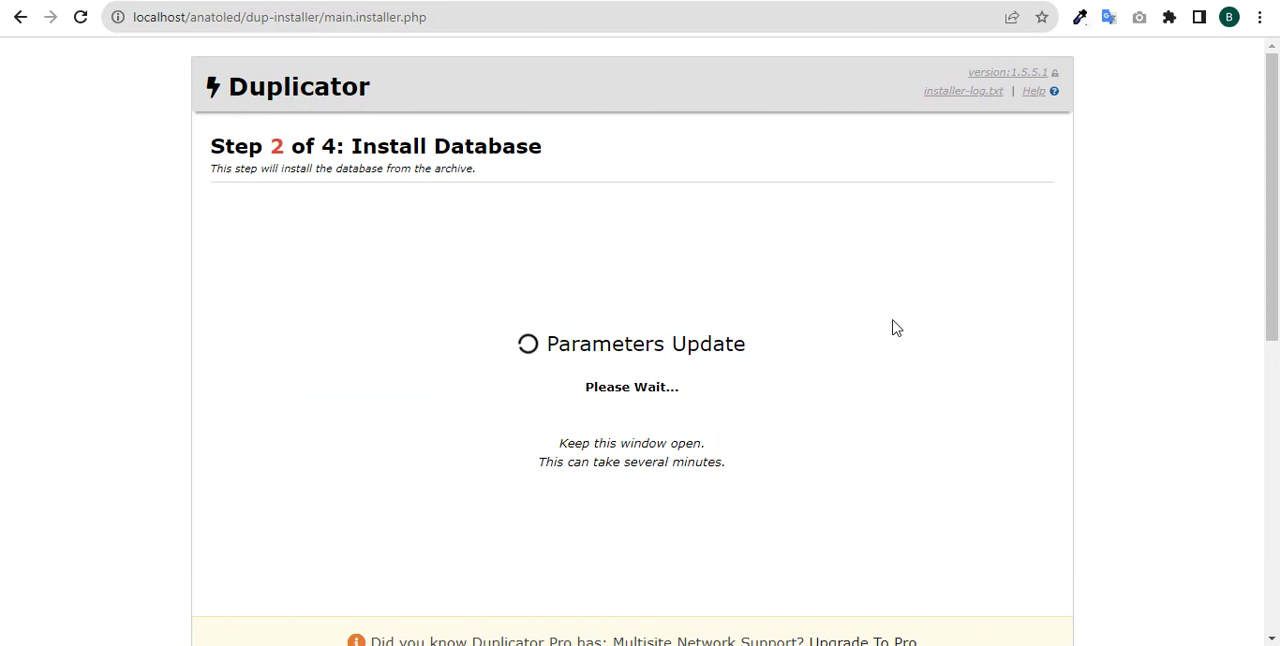 localhost/anatoled/dup-installer/main.installer.php
B
Duplicator
version:1.5.5.1
installer-log.txt | Help ?
Step 2 of 4: Install Database
This step will install the database from the archive.
Parameters Update
Please Wait...
Keep this window open.
This can take several minutes.
Did you know Duplicator Pro has: Multisite Network Support? Upgrade To Pro